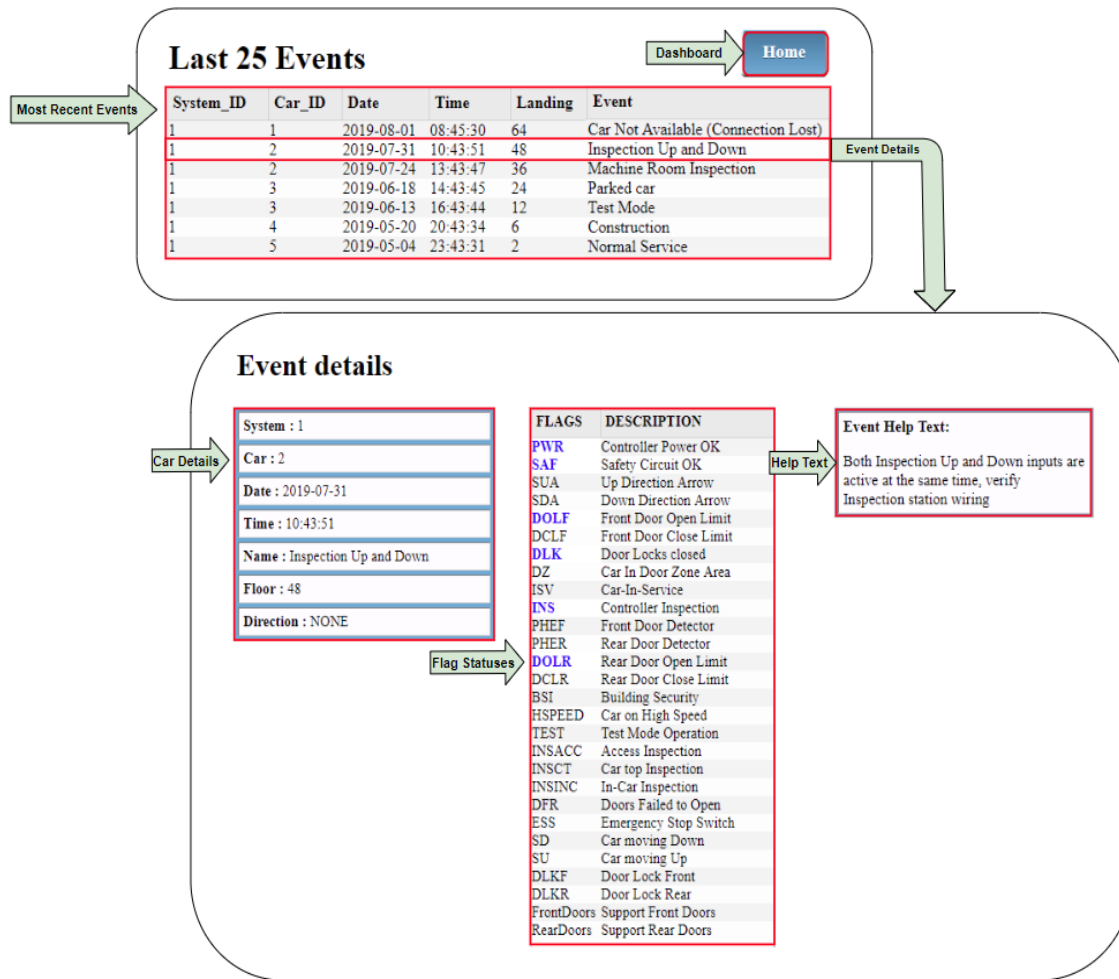 Last 25 Events
Dashboard
Home
Most Recent Events
System_ID Car_ID Date Time Landing Event
1 1 2019-08-01 08:45:30 64 Car Not Available (Connection Lost)
1 2 2019-07-31 10:43:51 48 Inspection Up and Down
1 2 2019-07-24 13:43:47 36 Machine Room Inspection
1 3 2019-06-18 14:43:45 24 Parked car
1 3 2019-06-13 16:43:44 12 Test Mode
1 4 2019-05-20 20:43:34 6 Construction
1 5 2019-05-04 23:43:31 2 Normal Service
Event Details
Event details
Car Details
System : 1
Car : 2
Date : 2019-07-31
Time : 10:43:51
Name : Inspection Up and Down
Floor : 48
Direction : NONE
Flag Statuses
FLAGS DESCRIPTION
PWR Controller Power OK
SAF Safety Circuit OK
SUA Up Direction Arrow
SDA Down Direction Arrow
DOLF Front Door Open Limit
DCLF Front Door Close Limit
DLK Door Locks closed
DZ Car In Door Zone Area
ISV Car-In-Service
INS Controller Inspection
PHEF Front Door Detector
PHER Rear Door Detector
DOLR Rear Door Open Limit
DCLR Rear Door Close Limit
BSI Building Security
HSPEED Car on High Speed
TEST Test Mode Operation
INSACC Access Inspection
INSCT Car top Inspection
INSINC In-Car Inspection
DFR Doors Failed to Open
ESS Emergency Stop Switch
SD Car moving Down
SU Car moving Up
DLKF Door Lock Front
DLKR Door Lock Rear
FrontDoors Support Front Doors
RearDoors Support Rear Doors
Help Text
Event Help Text:
Both Inspection Up and Down inputs are
active at the same time, verify
Inspection station wiring